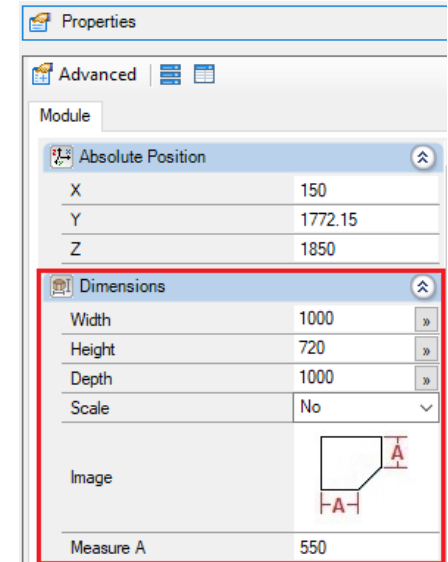 Properties
Advanced
Module
Absolute Position
X 150
Y 1772.15
Z 1850
Dimensions
Width 1000 »
Height 720 »
Depth 1000 »
Scale No
A
Image
A
Measure A 550